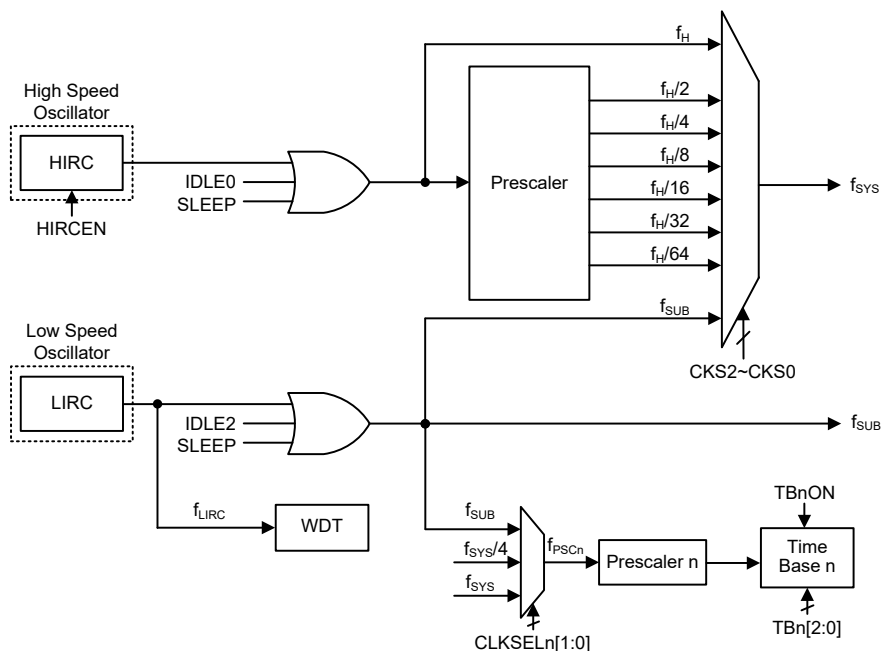 High Speed
Oscillator
HIRC
HIRCEN
IDLE0
SLEEP
Prescaler
fH
fH/2
fH/4
fH/8
fH/16
fH/32
fH/64
fSUB
fSYS
CKS2~CKS0
Low Speed
Oscillator
LIRC
IDLE2
SLEEP
fSUB
fLIRC
WDT
fSUB
fSYS/4
fSYS
fPSCn
CLKSELn[1:0]
Prescaler n
TBnON
Time
Base n
TBn[2:0]